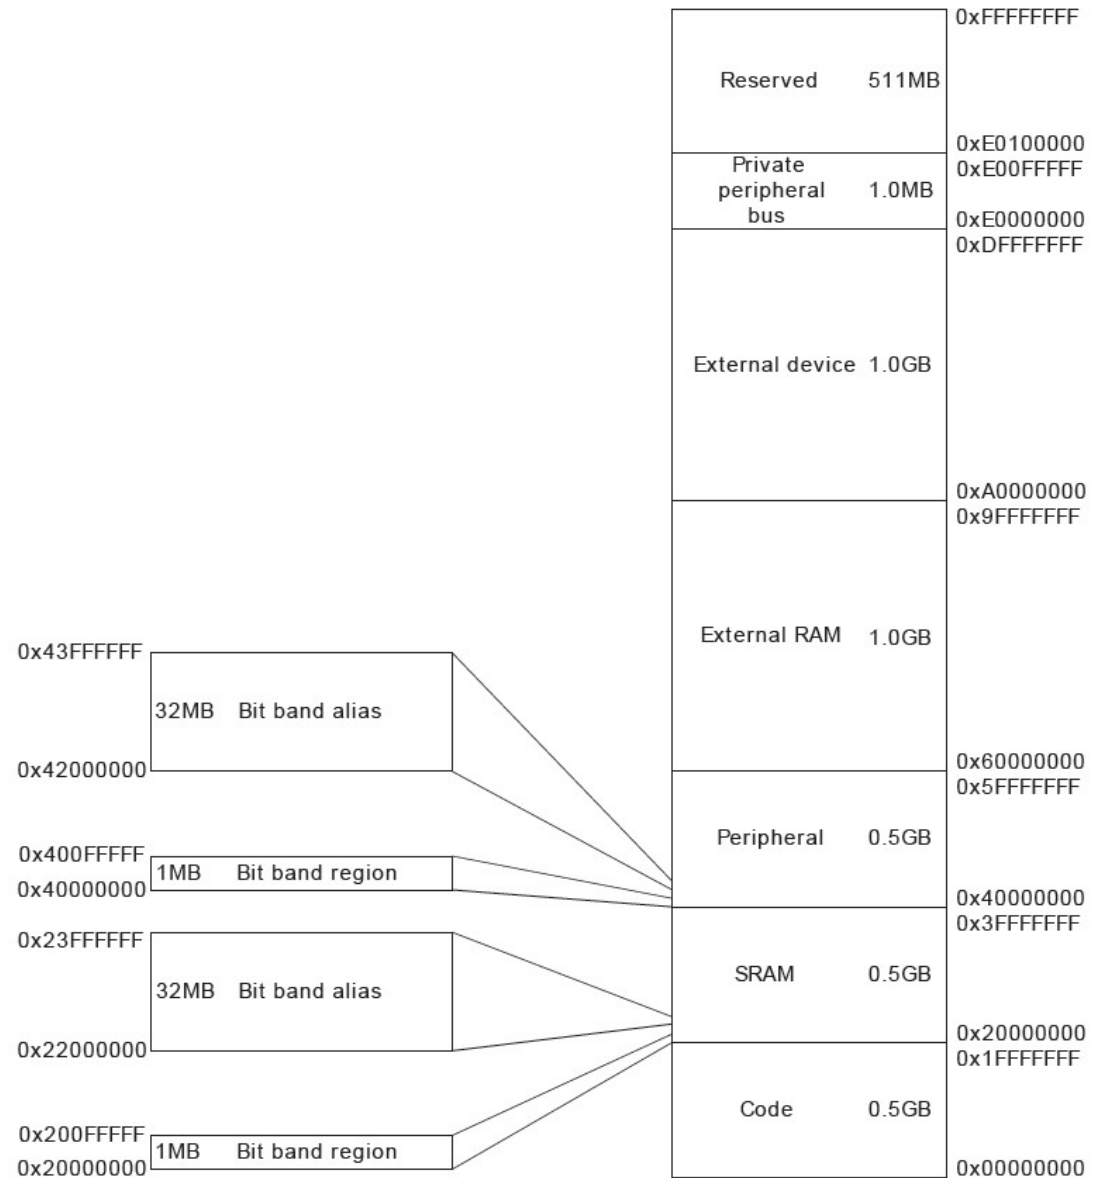 0xFFFFFFFF
Reserved 511MB
0xE0100000
0xE00FFFFF
Private
peripheral 1.0MB
bus
0xE0000000
0xDFFFFFFF
External device 1.0GB
0xA0000000
0x9FFFFFFF
External RAM 1.0GB
0x60000000
0x5FFFFFFF
Peripheral 0.5GB
0x40000000
0x3FFFFFFF
SRAM 0.5GB
0x20000000
0x1FFFFFFF
Code 0.5GB
0x00000000
0x43FFFFFF
32MB Bit band alias
0x42000000
0x400FFFFF
1MB Bit band region
0x40000000
0x23FFFFFF
32MB Bit band alias
0x22000000
0x200FFFFF
1MB Bit band region
0x20000000